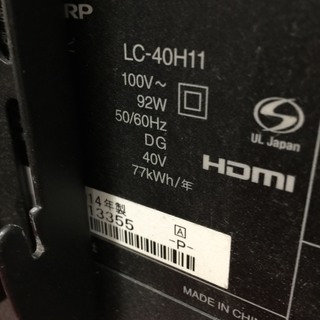 RP
LC-40H11
100V～
92W
50/60Hz
DG
40V
77kWh/年
S
UL Japan
HDMI
14年製
A
13355
-P-
MADE IN CHIN